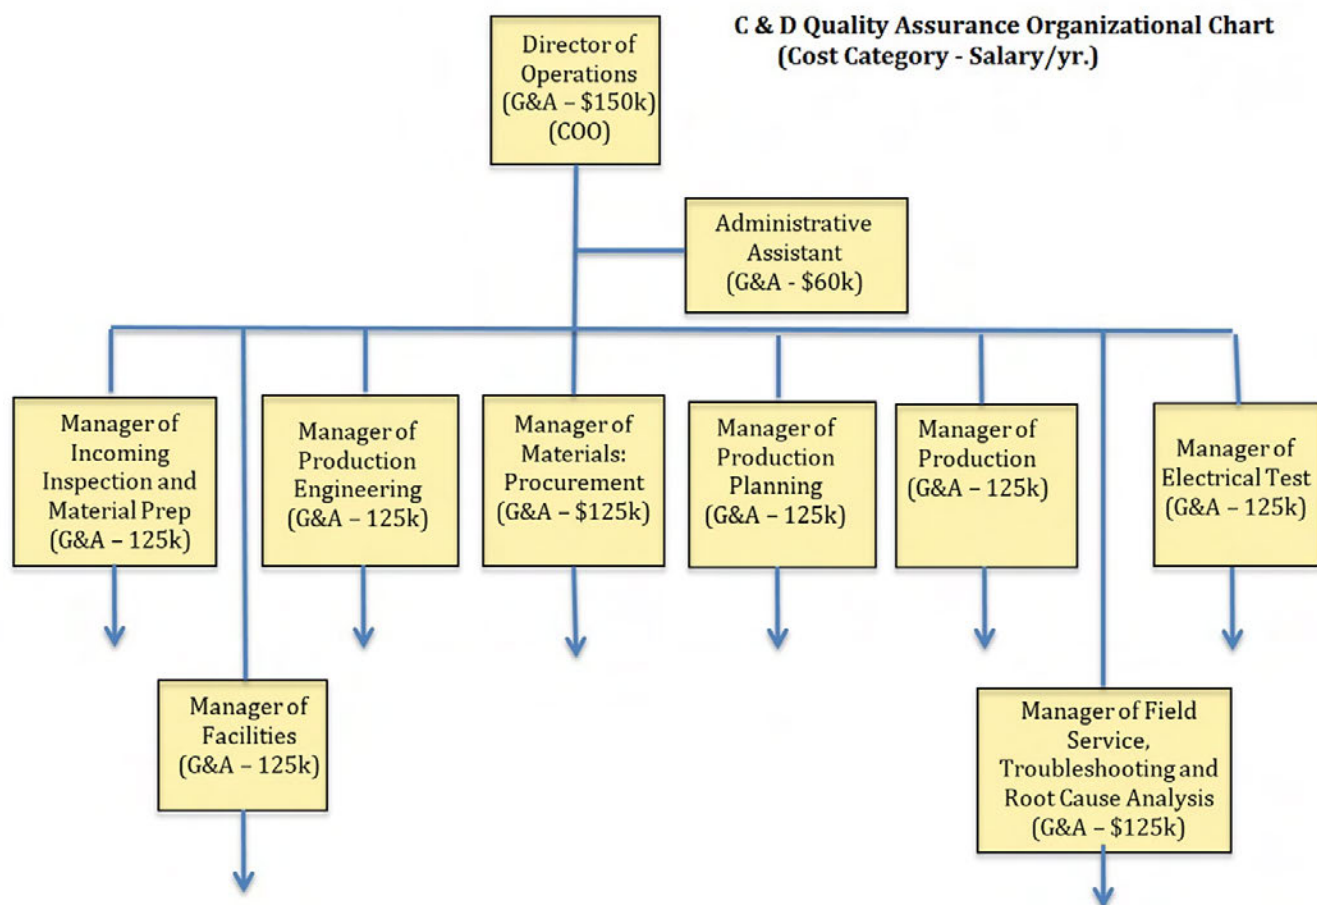 C & D Quality Assurance Organizational Chart
(Cost Category - Salary/yr.)
Director of
Operations
(G&A – $150k)
(COO)
Administrative
Assistant
(G&A - $60k)
Manager of
Incoming
Inspection and
Material Prep
(G&A – 125k)
Manager of
Production
Engineering
(G&A – 125k)
Manager of
Materials:
Procurement
(G&A – $125k)
Manager of
Production
Planning
(G&A – 125k)
Manager of
Production
(G&A – 125k)
Manager of
Electrical Test
(G&A – 125k)
Manager of
Facilities
(G&A – 125k)
Manager of Field
Service,
Troubleshooting and
Root Cause Analysis
(G&A – $125k)